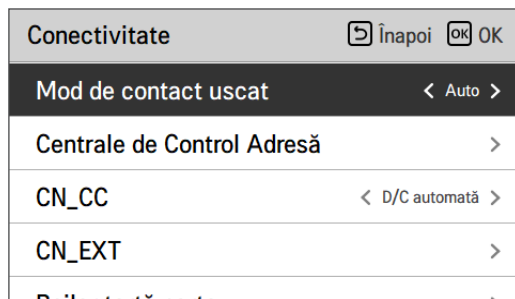 Conectivitate Înapoi OK OK
Mod de contact uscat < Auto >
Centrale de Control Adresă >
CN_CC < D/C automată >
CN_EXT >